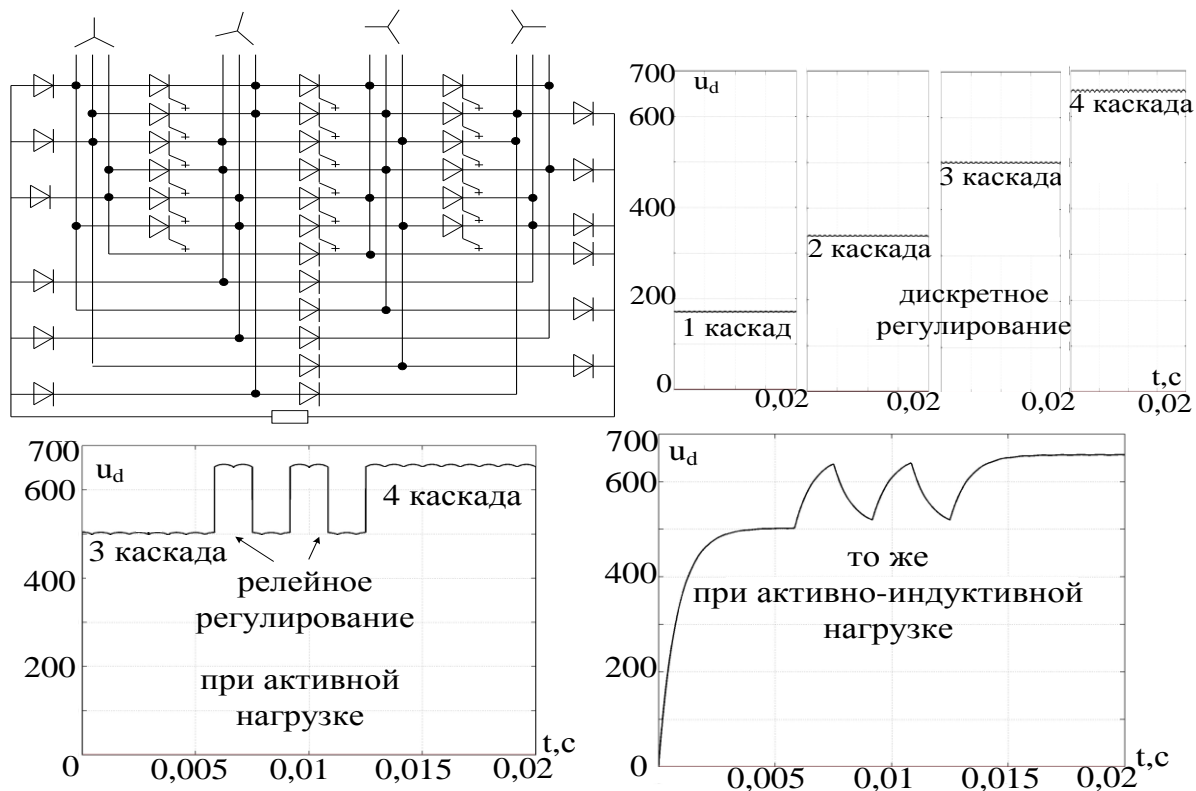 700
u_d
600
400
200
0
1 каскад
2 каскада
3 каскада
4 каскада
дискретное
регулирование
t,с
0,02
0,02
0,02
0,02
700
u_d
600
400
200
0
3 каскада
4 каскада
релейное
регулирование
при активной
нагрузке
t,с
0,005
0,01
0,015
0,02
700
u_d
600
400
200
0
то же
при активно-индуктивной
нагрузке
t,с
0,005
0,01
0,015
0,02